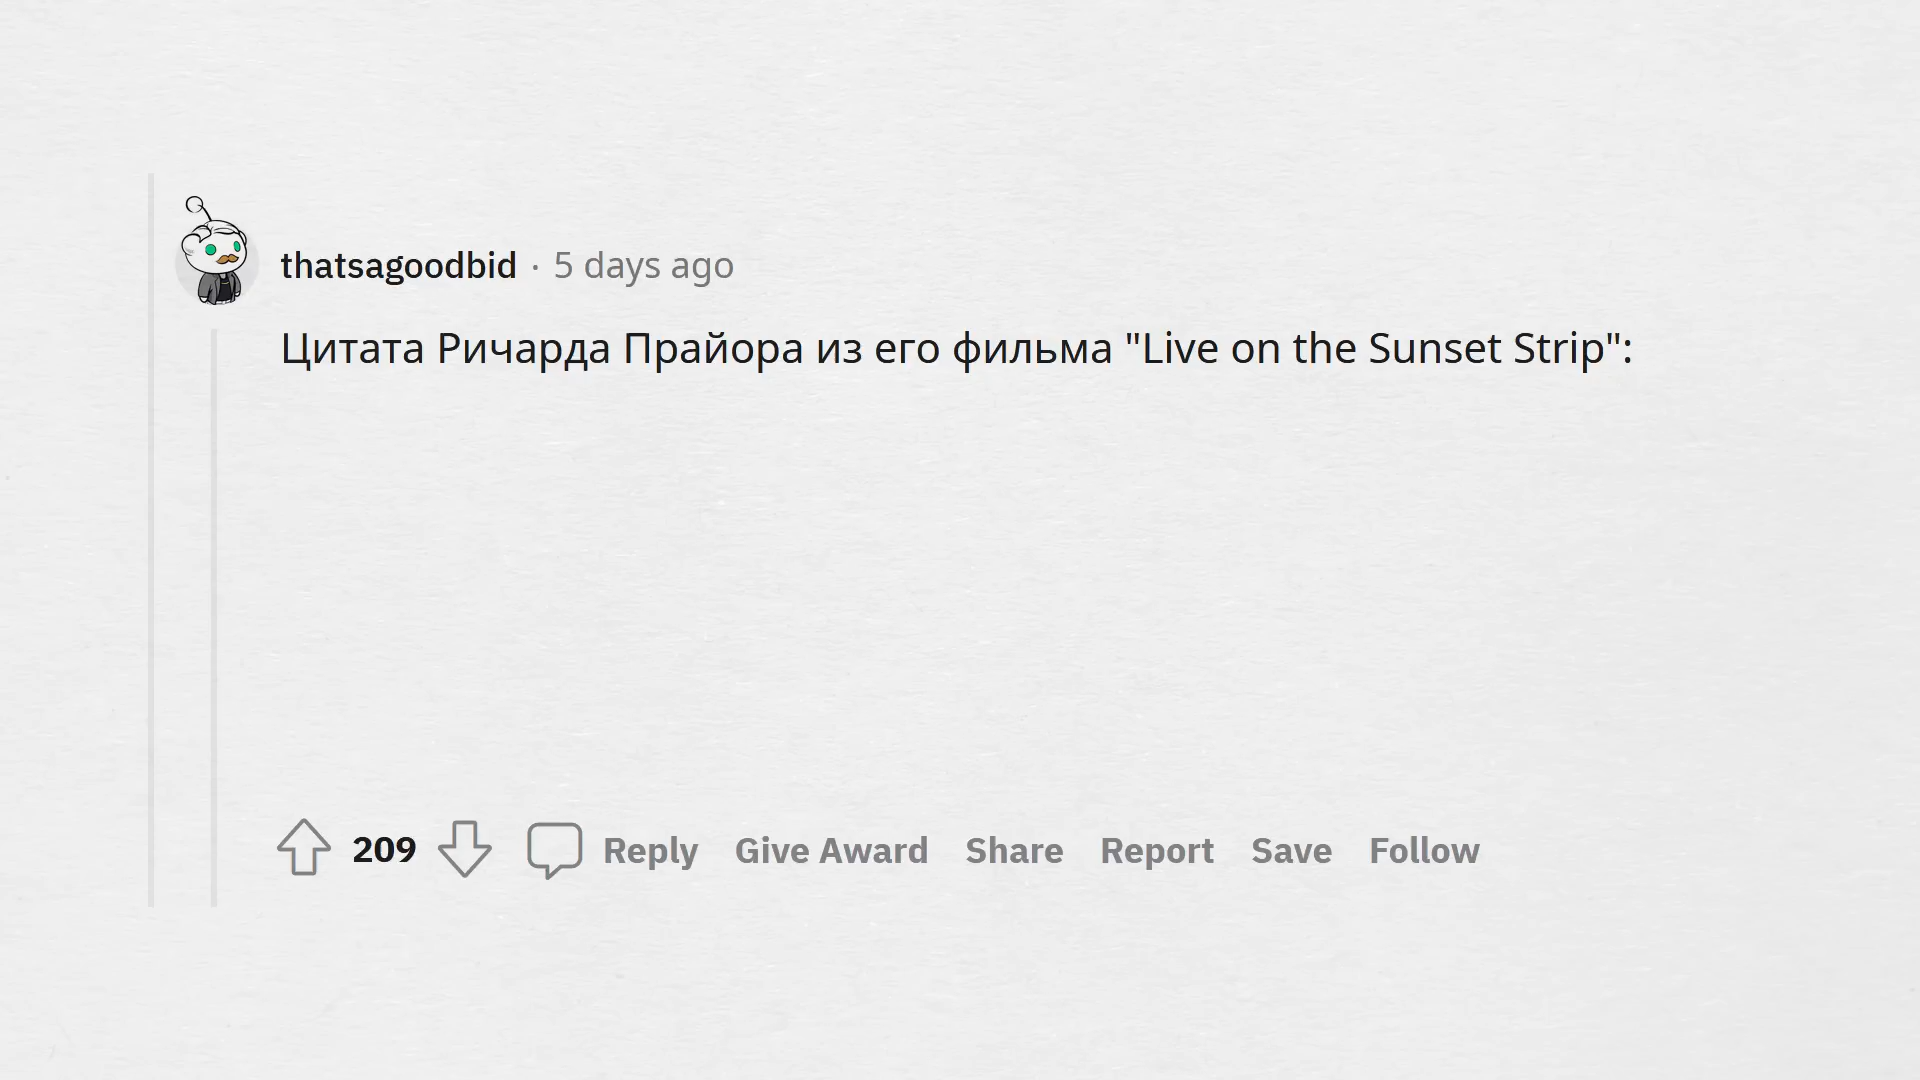 thatsagoodbid · 5 days ago
Цитата Ричарда Прайора из его фильма "Live on the Sunset Strip":
209 Reply Give Award Share Report Save Follow